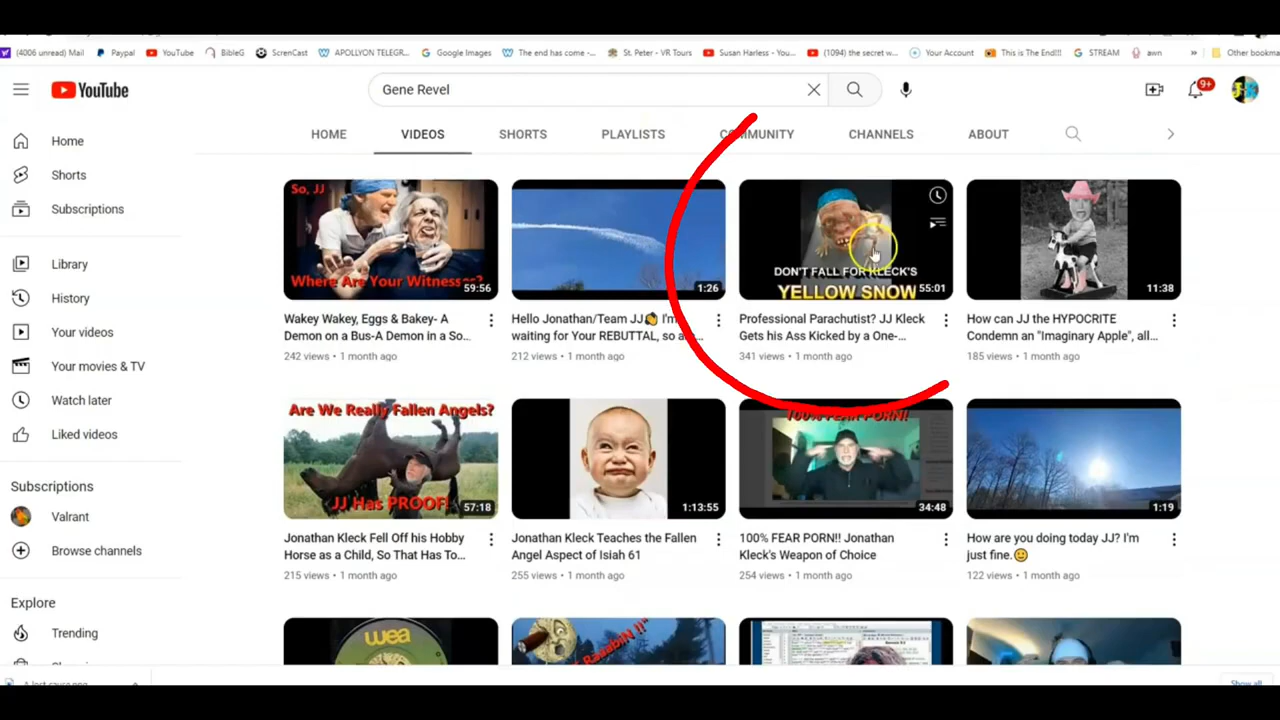 (4006 unread) Mail Paypal YouTube BibleG ScrenCast APOLLYON TELEGR... Google Images The end has come -... St. Peter - VR Tours Susan Harless - You... (1094) the secret w... Your Account This is The End!!! STREAM awn » Other bookma
YouTube
Gene Revel
9+
HOME VIDEOS SHORTS PLAYLISTS COMMUNITY CHANNELS ABOUT
Home
Shorts
Subscriptions
Library
History
Your videos
Your movies & TV
Watch later
Liked videos
Subscriptions
Valrant
Browse channels
Explore
Trending
So, JJ
Where Are Your Witness
59:56
Wakey Wakey, Eggs & Bakey- A
Demon on a Bus-A Demon in a So...
242 views • 1 month ago
1:26
Hello Jonathan/Team JJ👋 I'm
waiting for Your REBUTTAL, so
212 views • 1 month ago
DON'T FALL FOR KLECK'S
YELLOW SNOW
55:01
Professional Parachutist? JJ Kleck
Gets his Ass Kicked by a One-...
341 views • 1 month ago
11:38
How can JJ the HYPOCRITE
Condemn an "Imaginary Apple", all...
185 views • 1 month ago
Are We Really Fallen Angels?
JJ Has PROOF!
57:18
Jonathan Kleck Fell Off his Hobby
Horse as a Child, So That Has To...
215 views • 1 month ago
1:13:55
Jonathan Kleck Teaches the Fallen
Angel Aspect of Isiah 61
255 views • 1 month ago
100% FEAR PORN!!
34:48
100% FEAR PORN!! Jonathan
Kleck's Weapon of Choice
254 views • 1 month ago
1:19
How are you doing today JJ? I'm
just fine.🙂
122 views • 1 month ago
wea
Show all